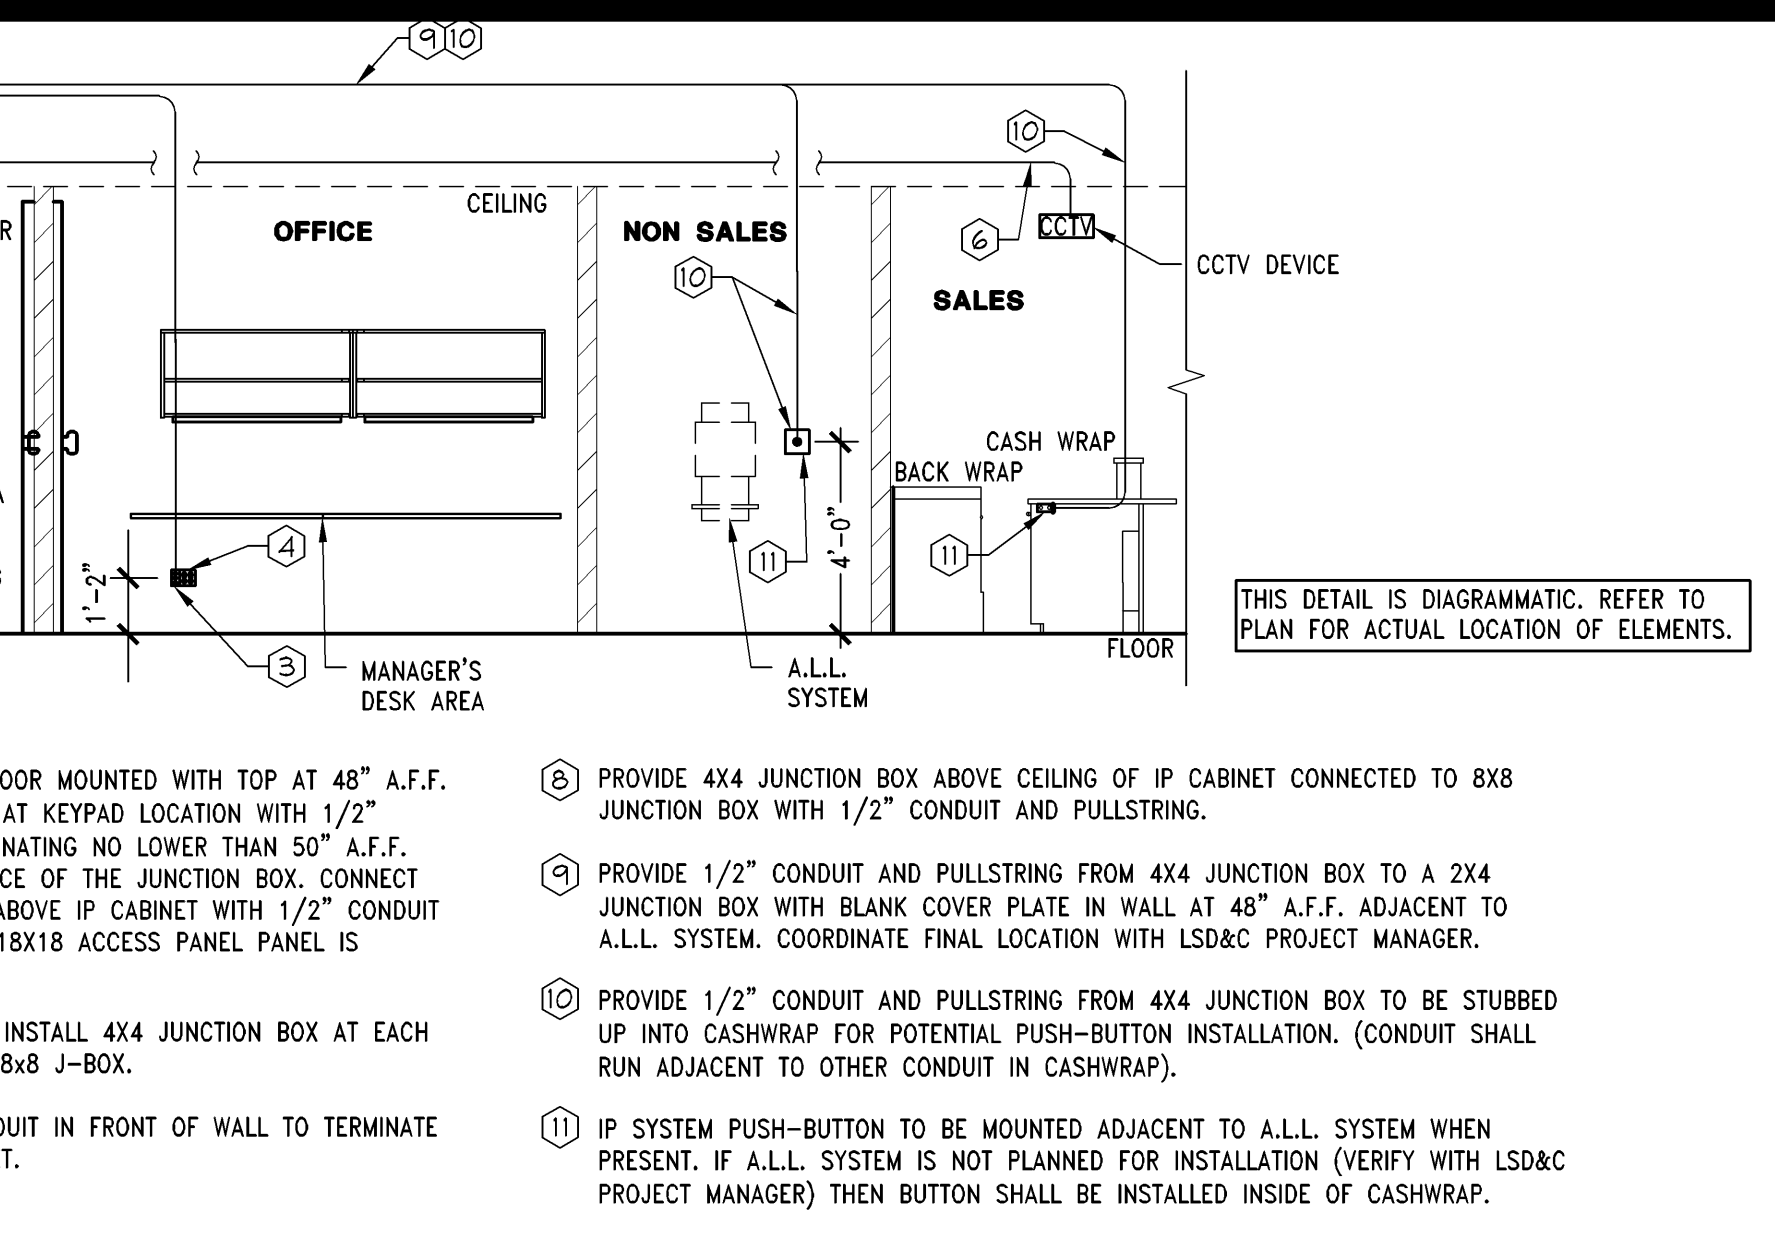 9 10
10
CEILING
R
OFFICE
NON SALES
CCTV
6
CCTV DEVICE
10
SALES
CASH WRAP
BACK WRAP
4
11
11
4'-0"
1'-2"
THIS DETAIL IS DIAGRAMMATIC. REFER TO
PLAN FOR ACTUAL LOCATION OF ELEMENTS.
FLOOR
3
MANAGER'S
DESK AREA
A.L.L.
SYSTEM
OOR MOUNTED WITH TOP AT 48" A.F.F.
AT KEYPAD LOCATION WITH 1/2"
NATING NO LOWER THAN 50" A.F.F.
CE OF THE JUNCTION BOX. CONNECT
ABOVE IP CABINET WITH 1/2" CONDUIT
18X18 ACCESS PANEL PANEL IS
INSTALL 4X4 JUNCTION BOX AT EACH
8x8 J-BOX.
DUIT IN FRONT OF WALL TO TERMINATE
ET.
8 PROVIDE 4X4 JUNCTION BOX ABOVE CEILING OF IP CABINET CONNECTED TO 8X8
JUNCTION BOX WITH 1/2" CONDUIT AND PULLSTRING.
9 PROVIDE 1/2" CONDUIT AND PULLSTRING FROM 4X4 JUNCTION BOX TO A 2X4
JUNCTION BOX WITH BLANK COVER PLATE IN WALL AT 48" A.F.F. ADJACENT TO
A.L.L. SYSTEM. COORDINATE FINAL LOCATION WITH LSD&C PROJECT MANAGER.
10 PROVIDE 1/2" CONDUIT AND PULLSTRING FROM 4X4 JUNCTION BOX TO BE STUBBED
UP INTO CASHWRAP FOR POTENTIAL PUSH-BUTTON INSTALLATION. (CONDUIT SHALL
RUN ADJACENT TO OTHER CONDUIT IN CASHWRAP).
11 IP SYSTEM PUSH-BUTTON TO BE MOUNTED ADJACENT TO A.L.L. SYSTEM WHEN
PRESENT. IF A.L.L. SYSTEM IS NOT PLANNED FOR INSTALLATION (VERIFY WITH LSD&C
PROJECT MANAGER) THEN BUTTON SHALL BE INSTALLED INSIDE OF CASHWRAP.